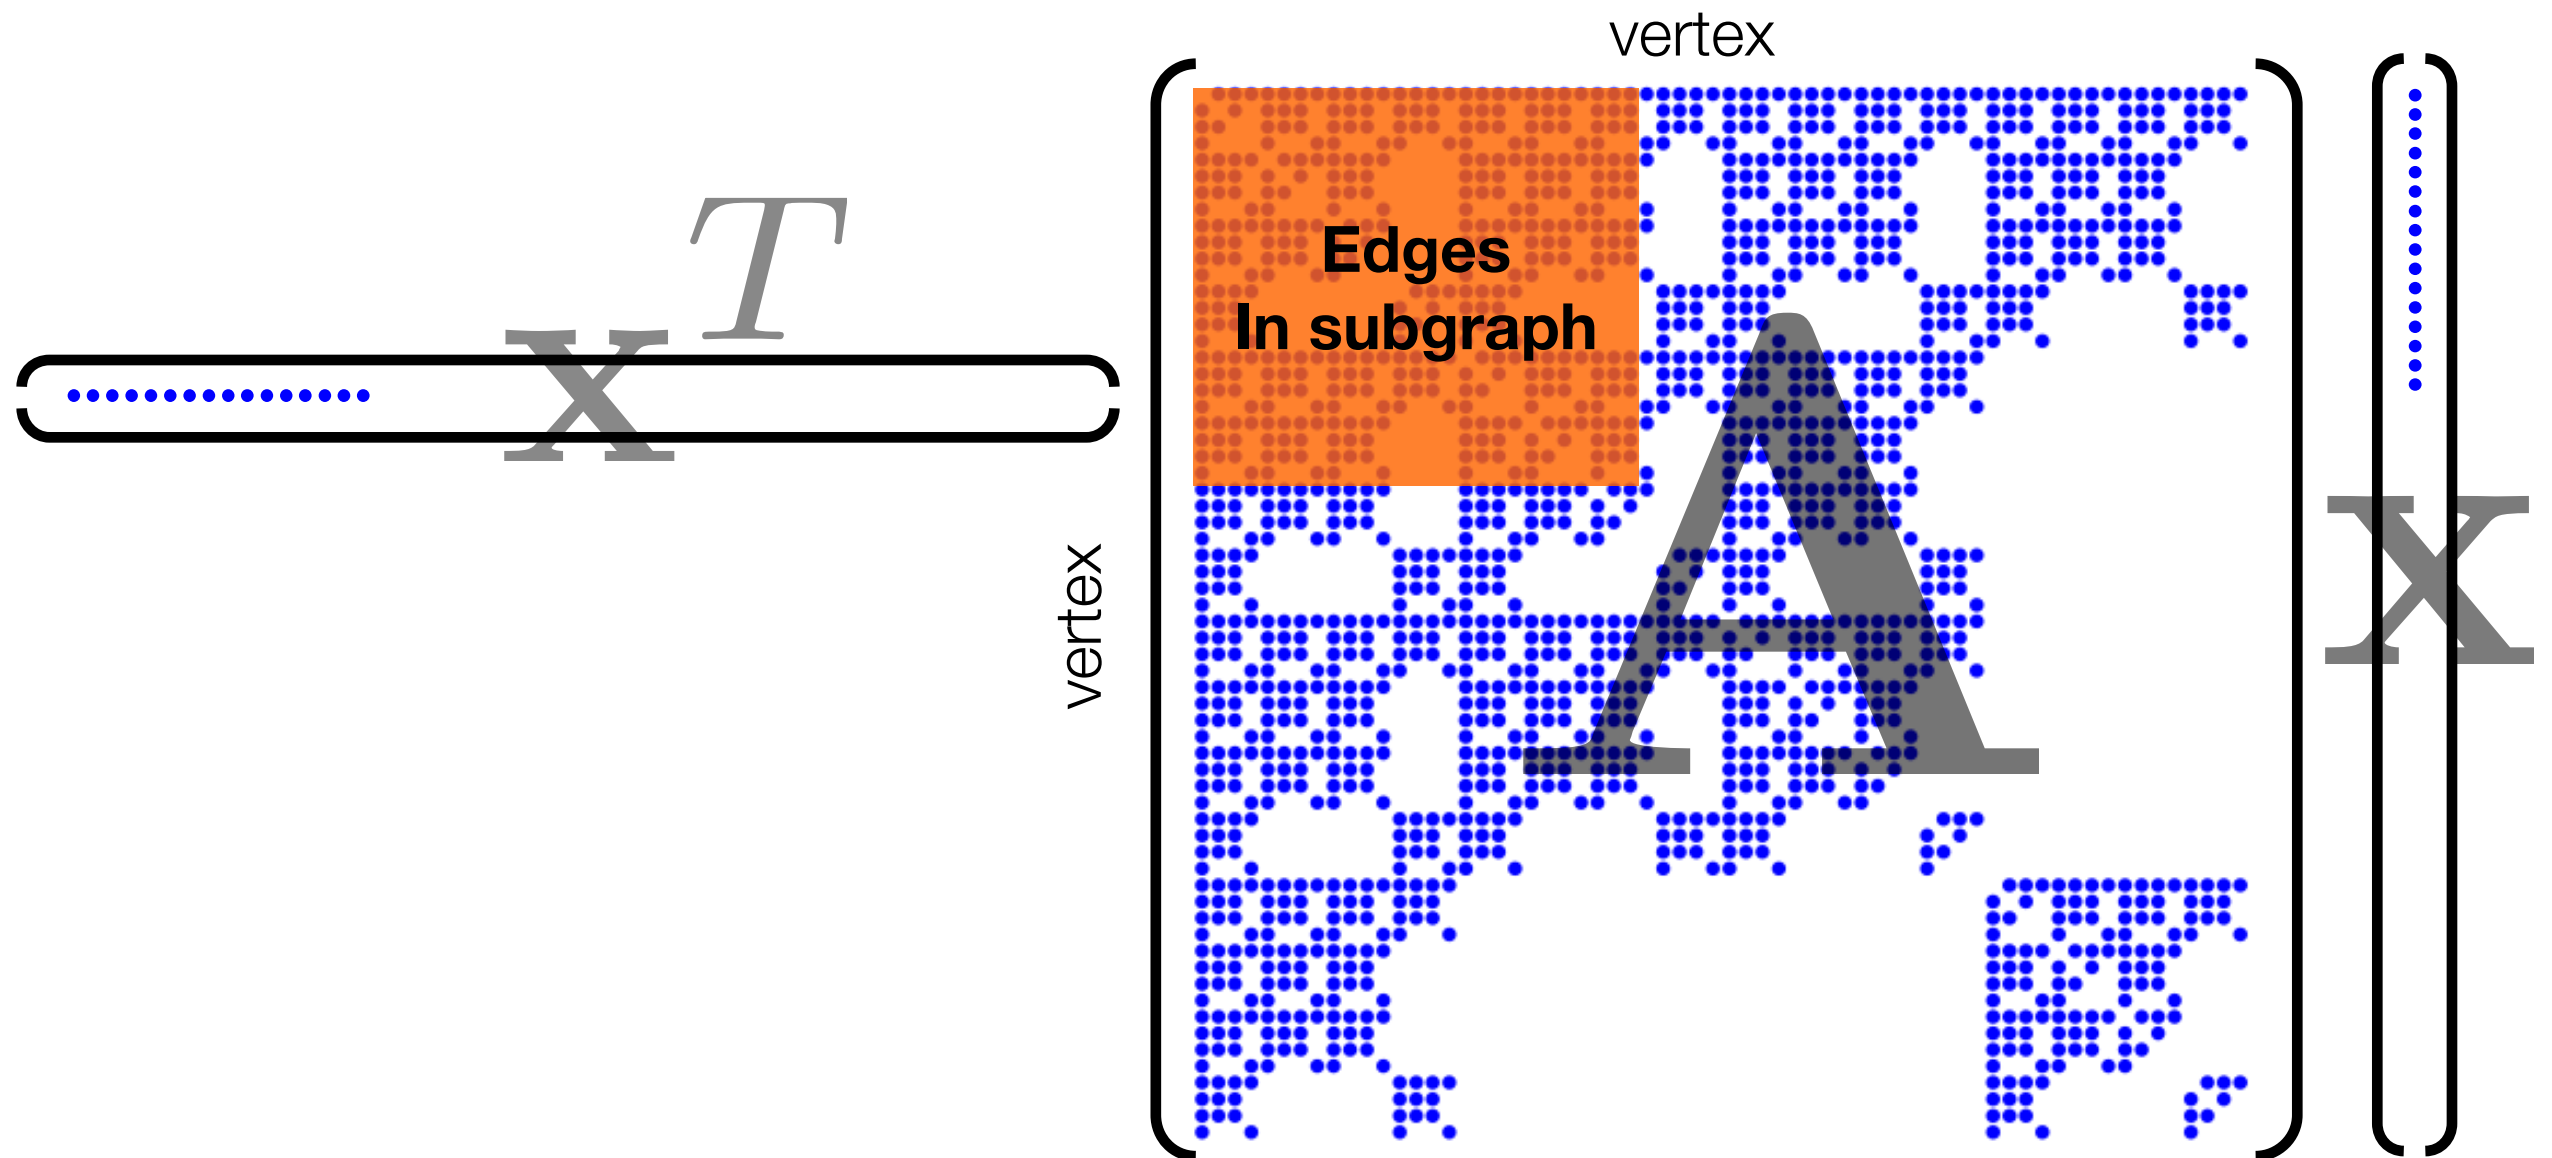 vertex
x^T
Edges
In subgraph
A
x
vertex